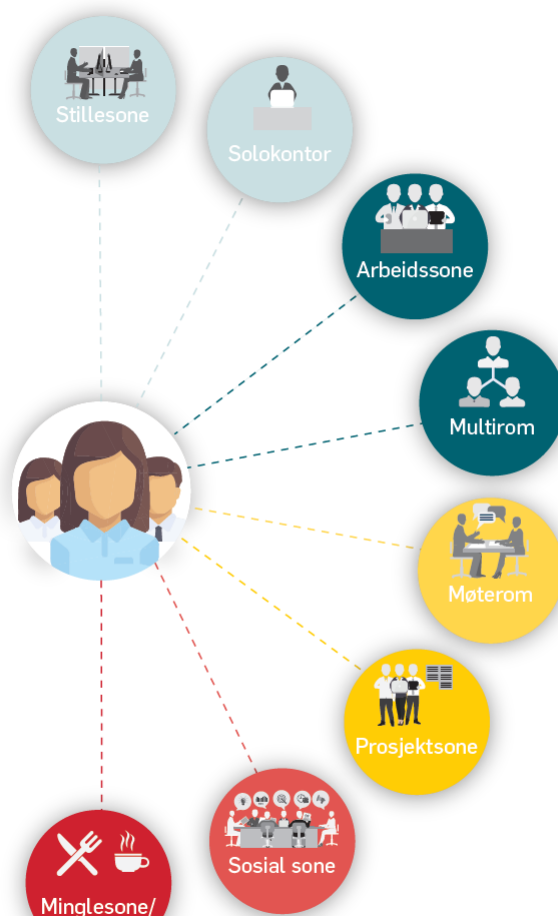 Stillesone
Solokontor
Arbeidssone
Multirom
Møterom
Prosjektsone
Sosial sone
Minglesone/